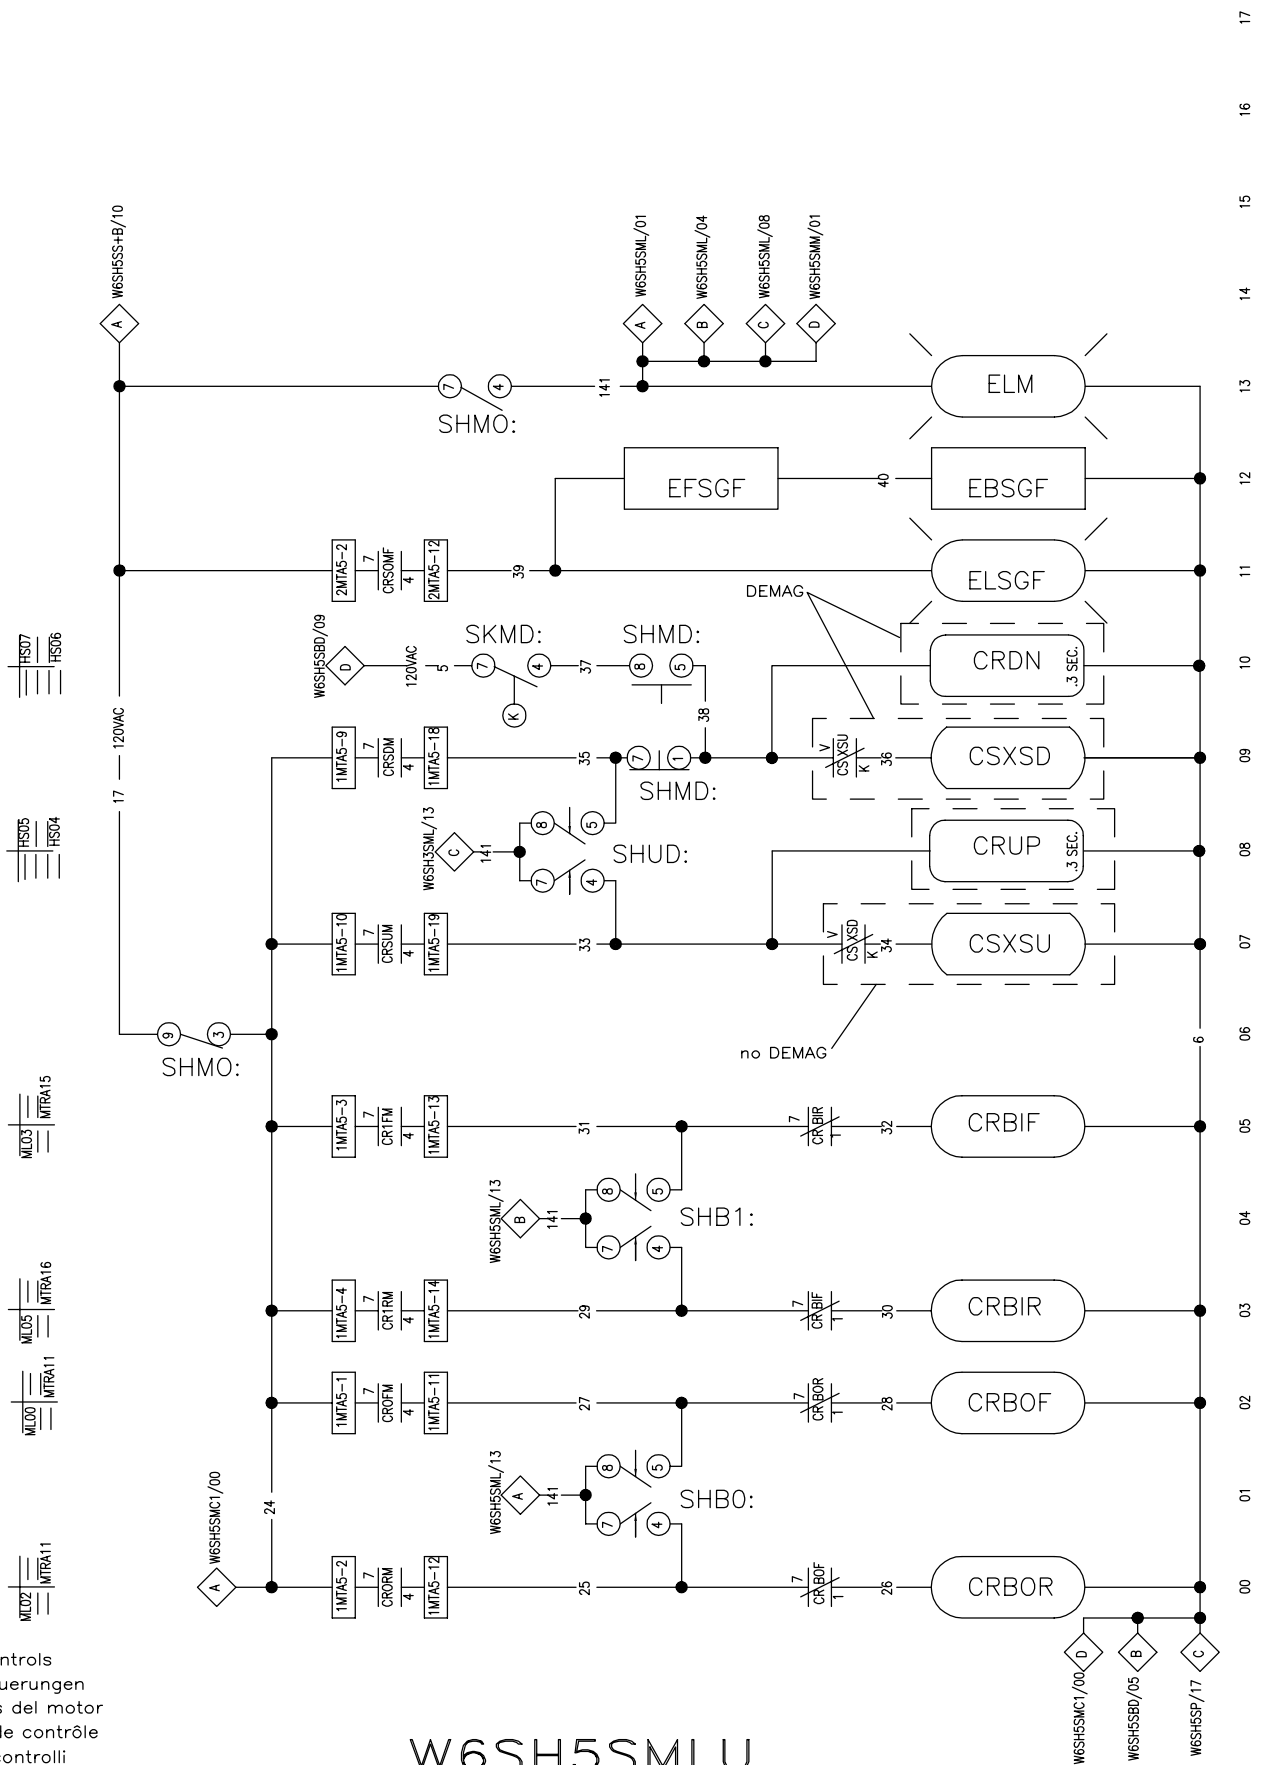 17
16
15
14
13
12
11
10
09
08
07
06
05
04
03
02
01
00
A W6SH5SS+B/10
17 120VAC
HS07
HS06
HS05
HS04
ML03 MTRA15
ML05 MTRA16
ML00 MTRA11
ML02 MTRA11
A W6SH5SML/01
B W6SH5SML/04
C W6SH5SML/08
D W6SH5SMM/01
7 4 141 ELM
SHMO:
EFSGF 40 EBSGF
2MTA5-2 7 CRSOMF 4 2MTA5-12 39 ELSGF
DEMAG
W6SH5SBD/09 D 120VAC 5
SKMD: 7 4 K 37
SHMD: 8 5 38
CRDN .3 SEC.
1MTA5-9 7 CRSDM 4 1MTA5-18 35 7 1
SHMD:
V CSXSU K 36 CSXSD
W6SH3SML/13 C 141 8 5 7 4
SHUD:
CRUP .3 SEC.
1MTA5-10 7 CRSUM 4 1MTA5-19 33 V CSXSD K 34 CSXSU
no DEMAG
9 3
SHMO:
6
1MTA5-3 7 CR1FM 4 1MTA5-13 31 7 CRBIR 1 32 CRBIF
W6SH5SML/13 B 141 8 5 7 4
SHB1:
1MTA5-4 7 CR1RM 4 1MTA5-14 29 7 CRBIF 1 30 CRBIR
1MTA5-1 7 CROFM 4 1MTA5-11 27 7 CRBOR 1 28 CRBOF
W6SH5SML/13 A 141 8 5 7 4
SHB0:
24
A W6SH5SMC1/00
1MTA5-2 7 CRORM 4 1MTA5-12 25 7 CRBOF 1 26 CRBOR
D W6SH5SMC1/00
B W6SH5SBD/05
C W6SH5SP/17
ntrols
uerungen
s del motor
le contrôle
controlli
W6SH5SMLU